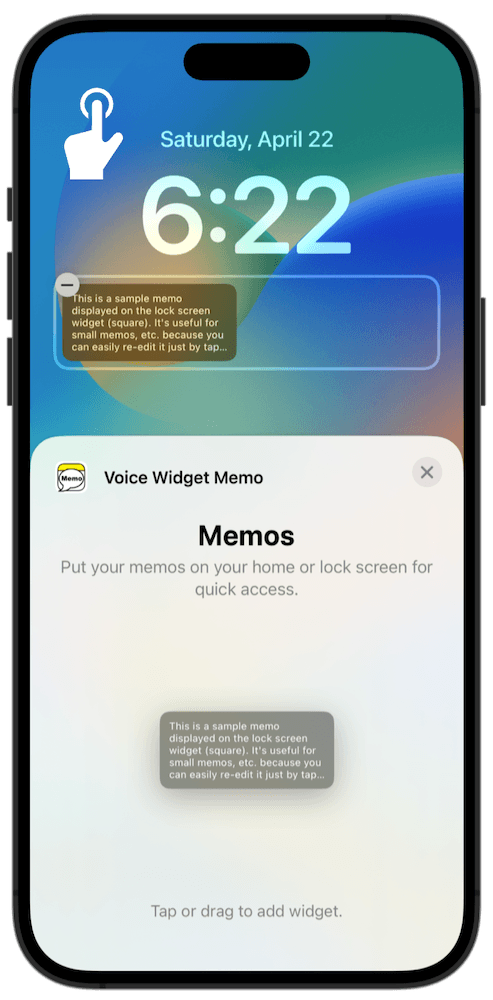 Saturday, April 22
6:22
This is a sample memo
displayed on the lock screen
widget (square). It's useful for
small memos, etc. because you
can easily re-edit it just by tap...
Memo
Voice Widget Memo
Memos
Put your memos on your home or lock screen for
quick access.
This is a sample memo
displayed on the lock screen
widget (square). It's useful for
small memos, etc. because you
can easily re-edit it just by tap...
Tap or drag to add widget.